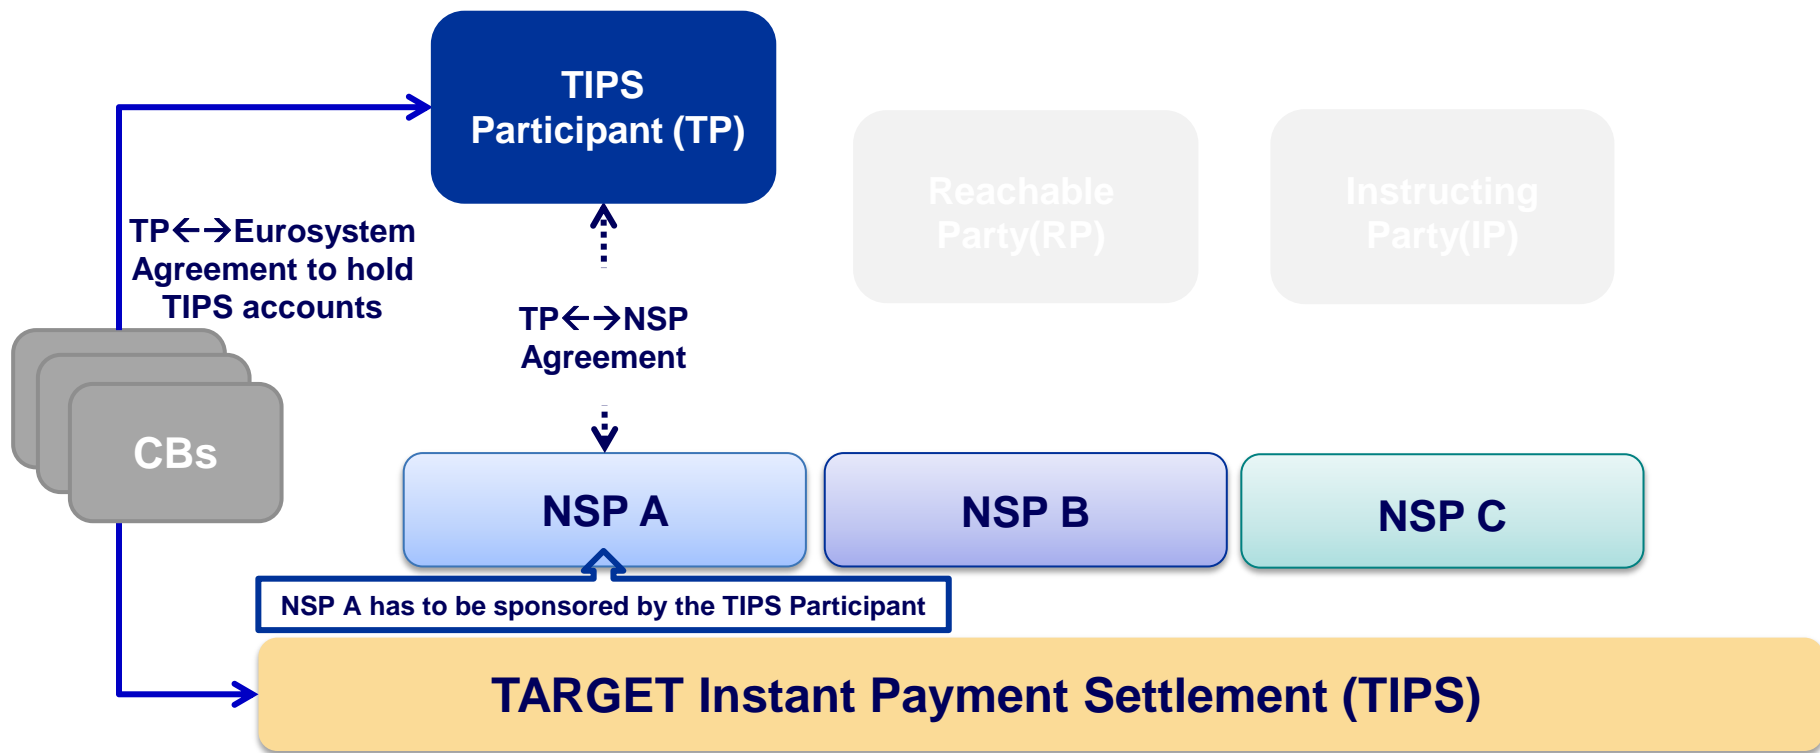 TIPS
Participant (TP)
Reachable
Party(RP)
Instructing
Party(IP)
TP←→Eurosystem
Agreement to hold
TIPS accounts
TP←→NSP
Agreement
CBs
NSP A
NSP B
NSP C
NSP A has to be sponsored by the TIPS Participant
TARGET Instant Payment Settlement (TIPS)